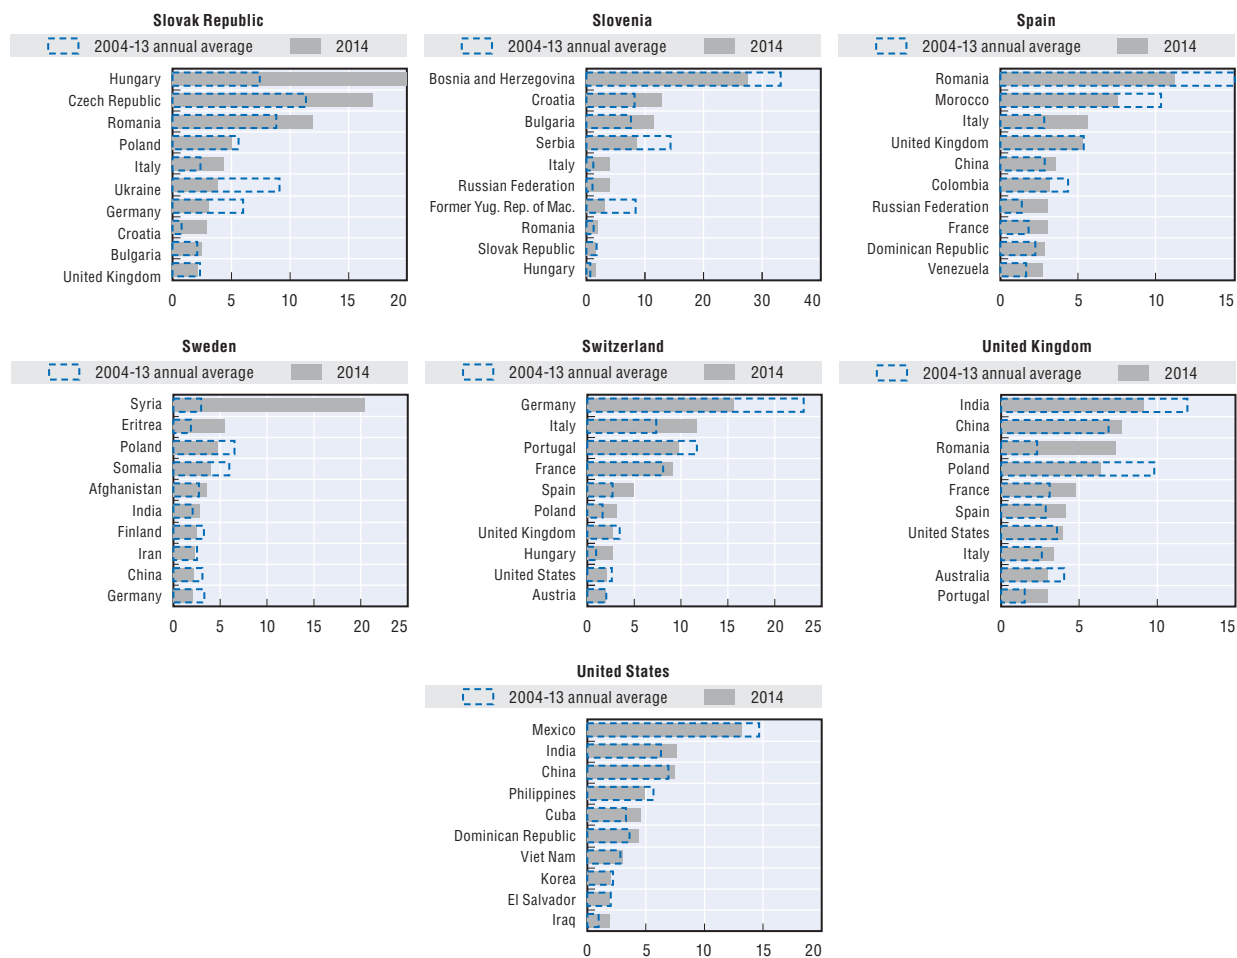 Slovak Republic
2004-13 annual average 2014
Hungary
Czech Republic
Romania
Poland
Italy
Ukraine
Germany
Croatia
Bulgaria
United Kingdom
0 5 10 15 20
Slovenia
2004-13 annual average 2014
Bosnia and Herzegovina
Croatia
Bulgaria
Serbia
Italy
Russian Federation
Former Yug. Rep. of Mac.
Romania
Slovak Republic
Hungary
0 10 20 30 40
Spain
2004-13 annual average 2014
Romania
Morocco
Italy
United Kingdom
China
Colombia
Russian Federation
France
Dominican Republic
Venezuela
0 5 10 15
Sweden
2004-13 annual average 2014
Syria
Eritrea
Poland
Somalia
Afghanistan
India
Finland
Iran
China
Germany
0 5 10 15 20 25
Switzerland
2004-13 annual average 2014
Germany
Italy
Portugal
France
Spain
Poland
United Kingdom
Hungary
United States
Austria
0 5 10 15 20 25
United Kingdom
2004-13 annual average 2014
India
China
Romania
Poland
France
Spain
United States
Italy
Australia
Portugal
0 5 10 15
United States
2004-13 annual average 2014
Mexico
India
China
Philippines
Cuba
Dominican Republic
Viet Nam
Korea
El Salvador
Iraq
0 5 10 15 20